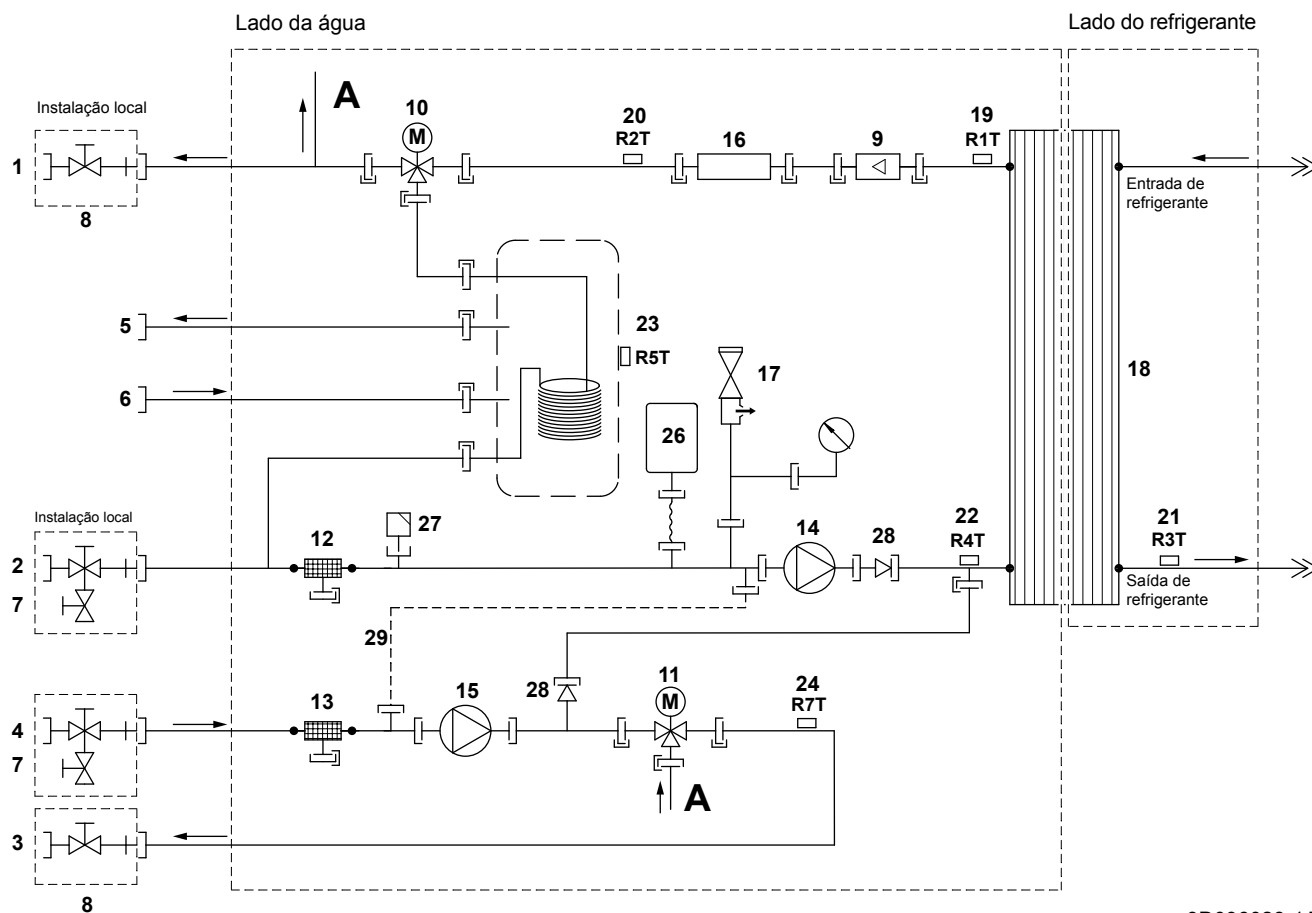 Lado da água
Lado do refrigerante
Instalação local
A
10
M
20
R2T
16
9
19
R1T
1
8
Entrada de
refrigerante
5
23
R5T
17
18
6
26
Instalação local
27
12
14
28
22
R4T
21
R3T
2
7
Saída de
refrigerante
29
13
15
28
11
M
24
R7T
4
7
A
3
8